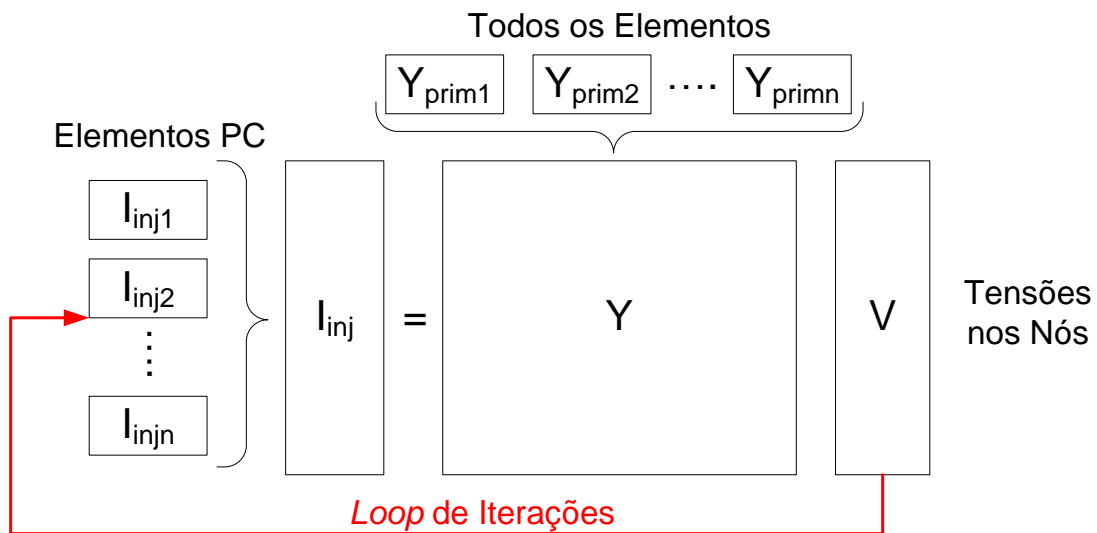 Todos os Elementos
Yprim1 Yprim2 ···· Yprimn
Elementos PC
Iinj1
Iinj2
Iinjn
Iinj = Y V
Tensões
nos Nós
Loop de Iterações